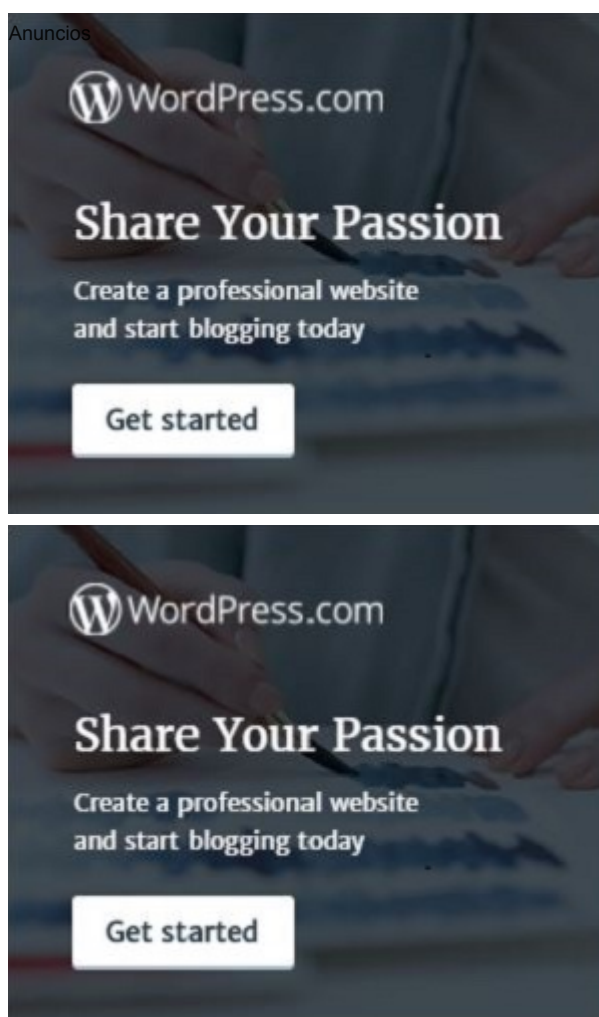 Anuncios
WordPress.com
Share Your Passion
Create a professional website
and start blogging today
Get started
WordPress.com
Share Your Passion
Create a professional website
and start blogging today
Get started